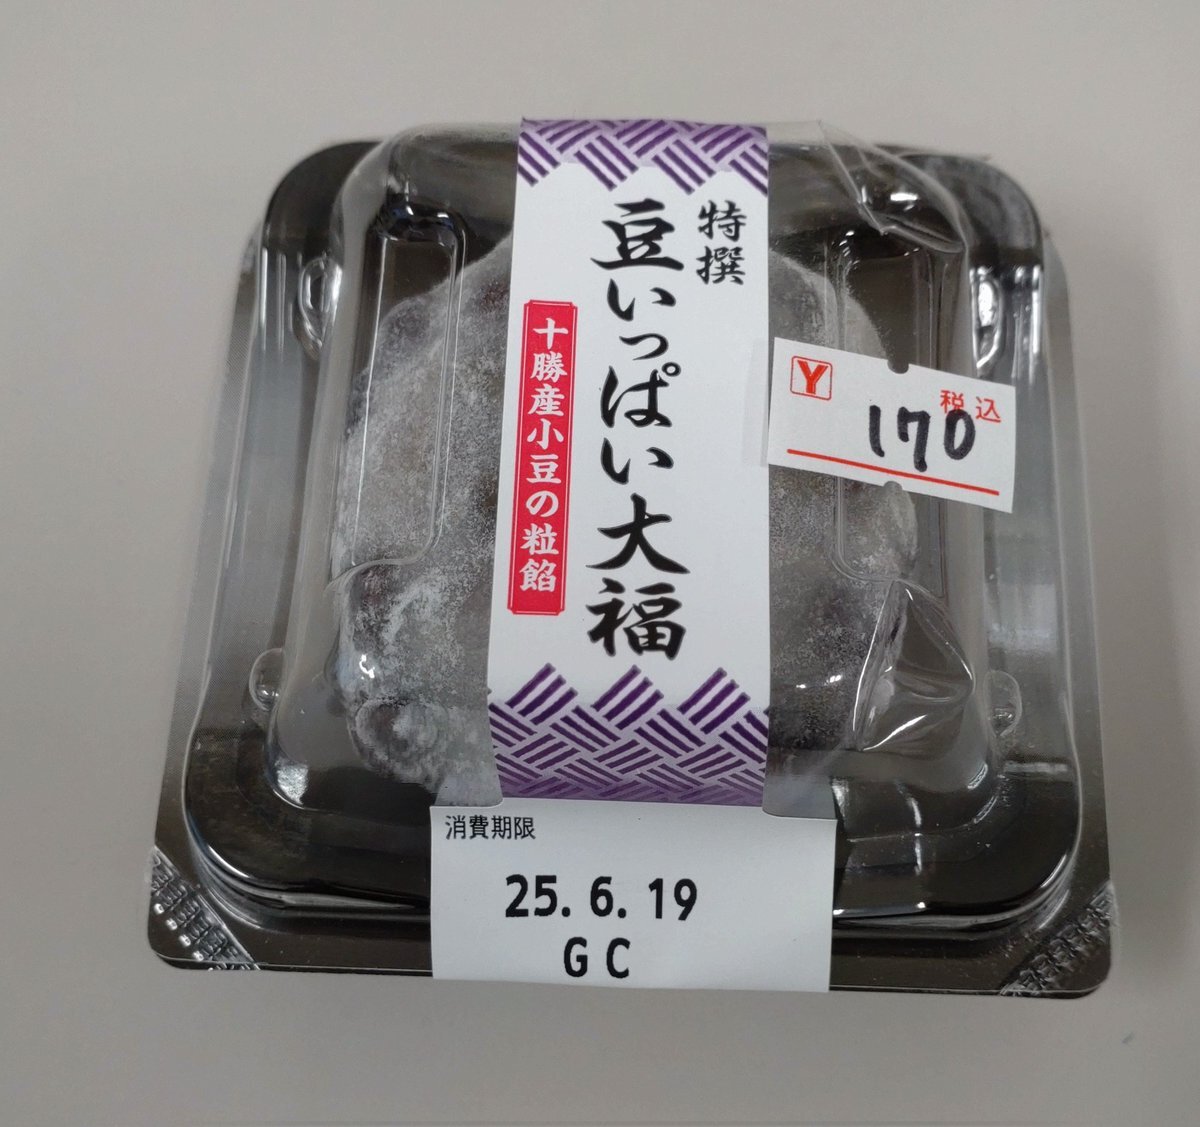 特撰
豆いっぱい大福
十勝産小豆の粒餡
Y
税込
170
消費期限
25.6.19
GC